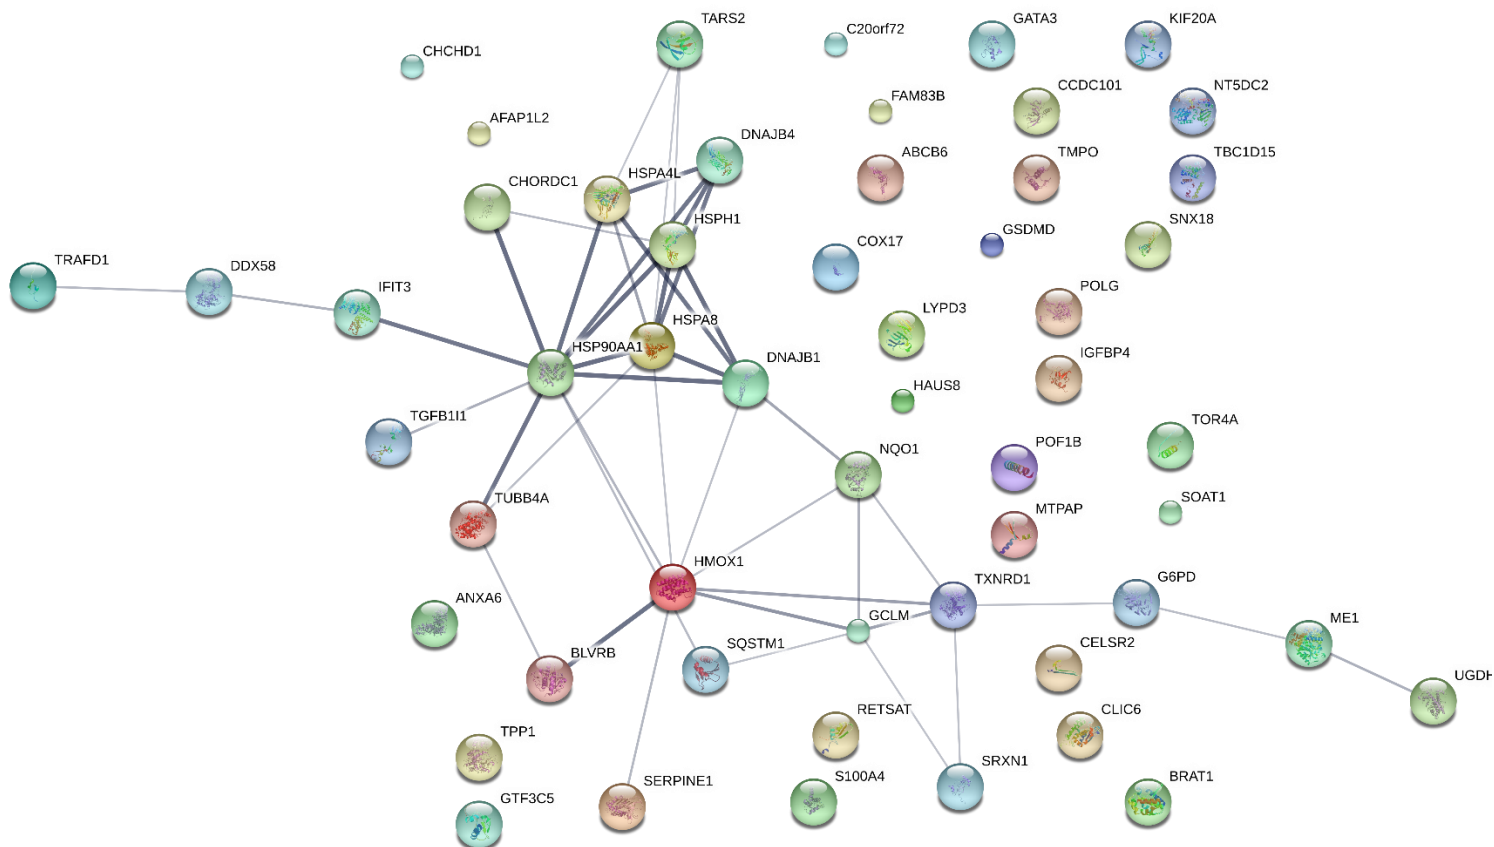 TARS2
C20orf72
GATA3
KIF20A
CHCHD1
CCDC101
NT5DC2
FAM83B
AFAP1L2
DNAJB4
ABCB6
TMPO
TBC1D15
HSPA4L
CHORDC1
HSPH1
SNX18
GSDMD
COX17
TRAFD1
DDX58
IFIT3
POLG
LYPD3
HSPA8
HSP90AA1
DNAJB1
IGFBP4
HAUS8
TGFB1I1
TOR4A
NQO1
POF1B
TUBB4A
SOAT1
MTPAP
HMOX1
TXNRD1
G6PD
ANXA6
GCLM
ME1
BLVRB
SQSTM1
CELSR2
UGDH
RETSAT
CLIC6
TPP1
SERPINE1
S100A4
SRXN1
BRAT1
GTF3C5